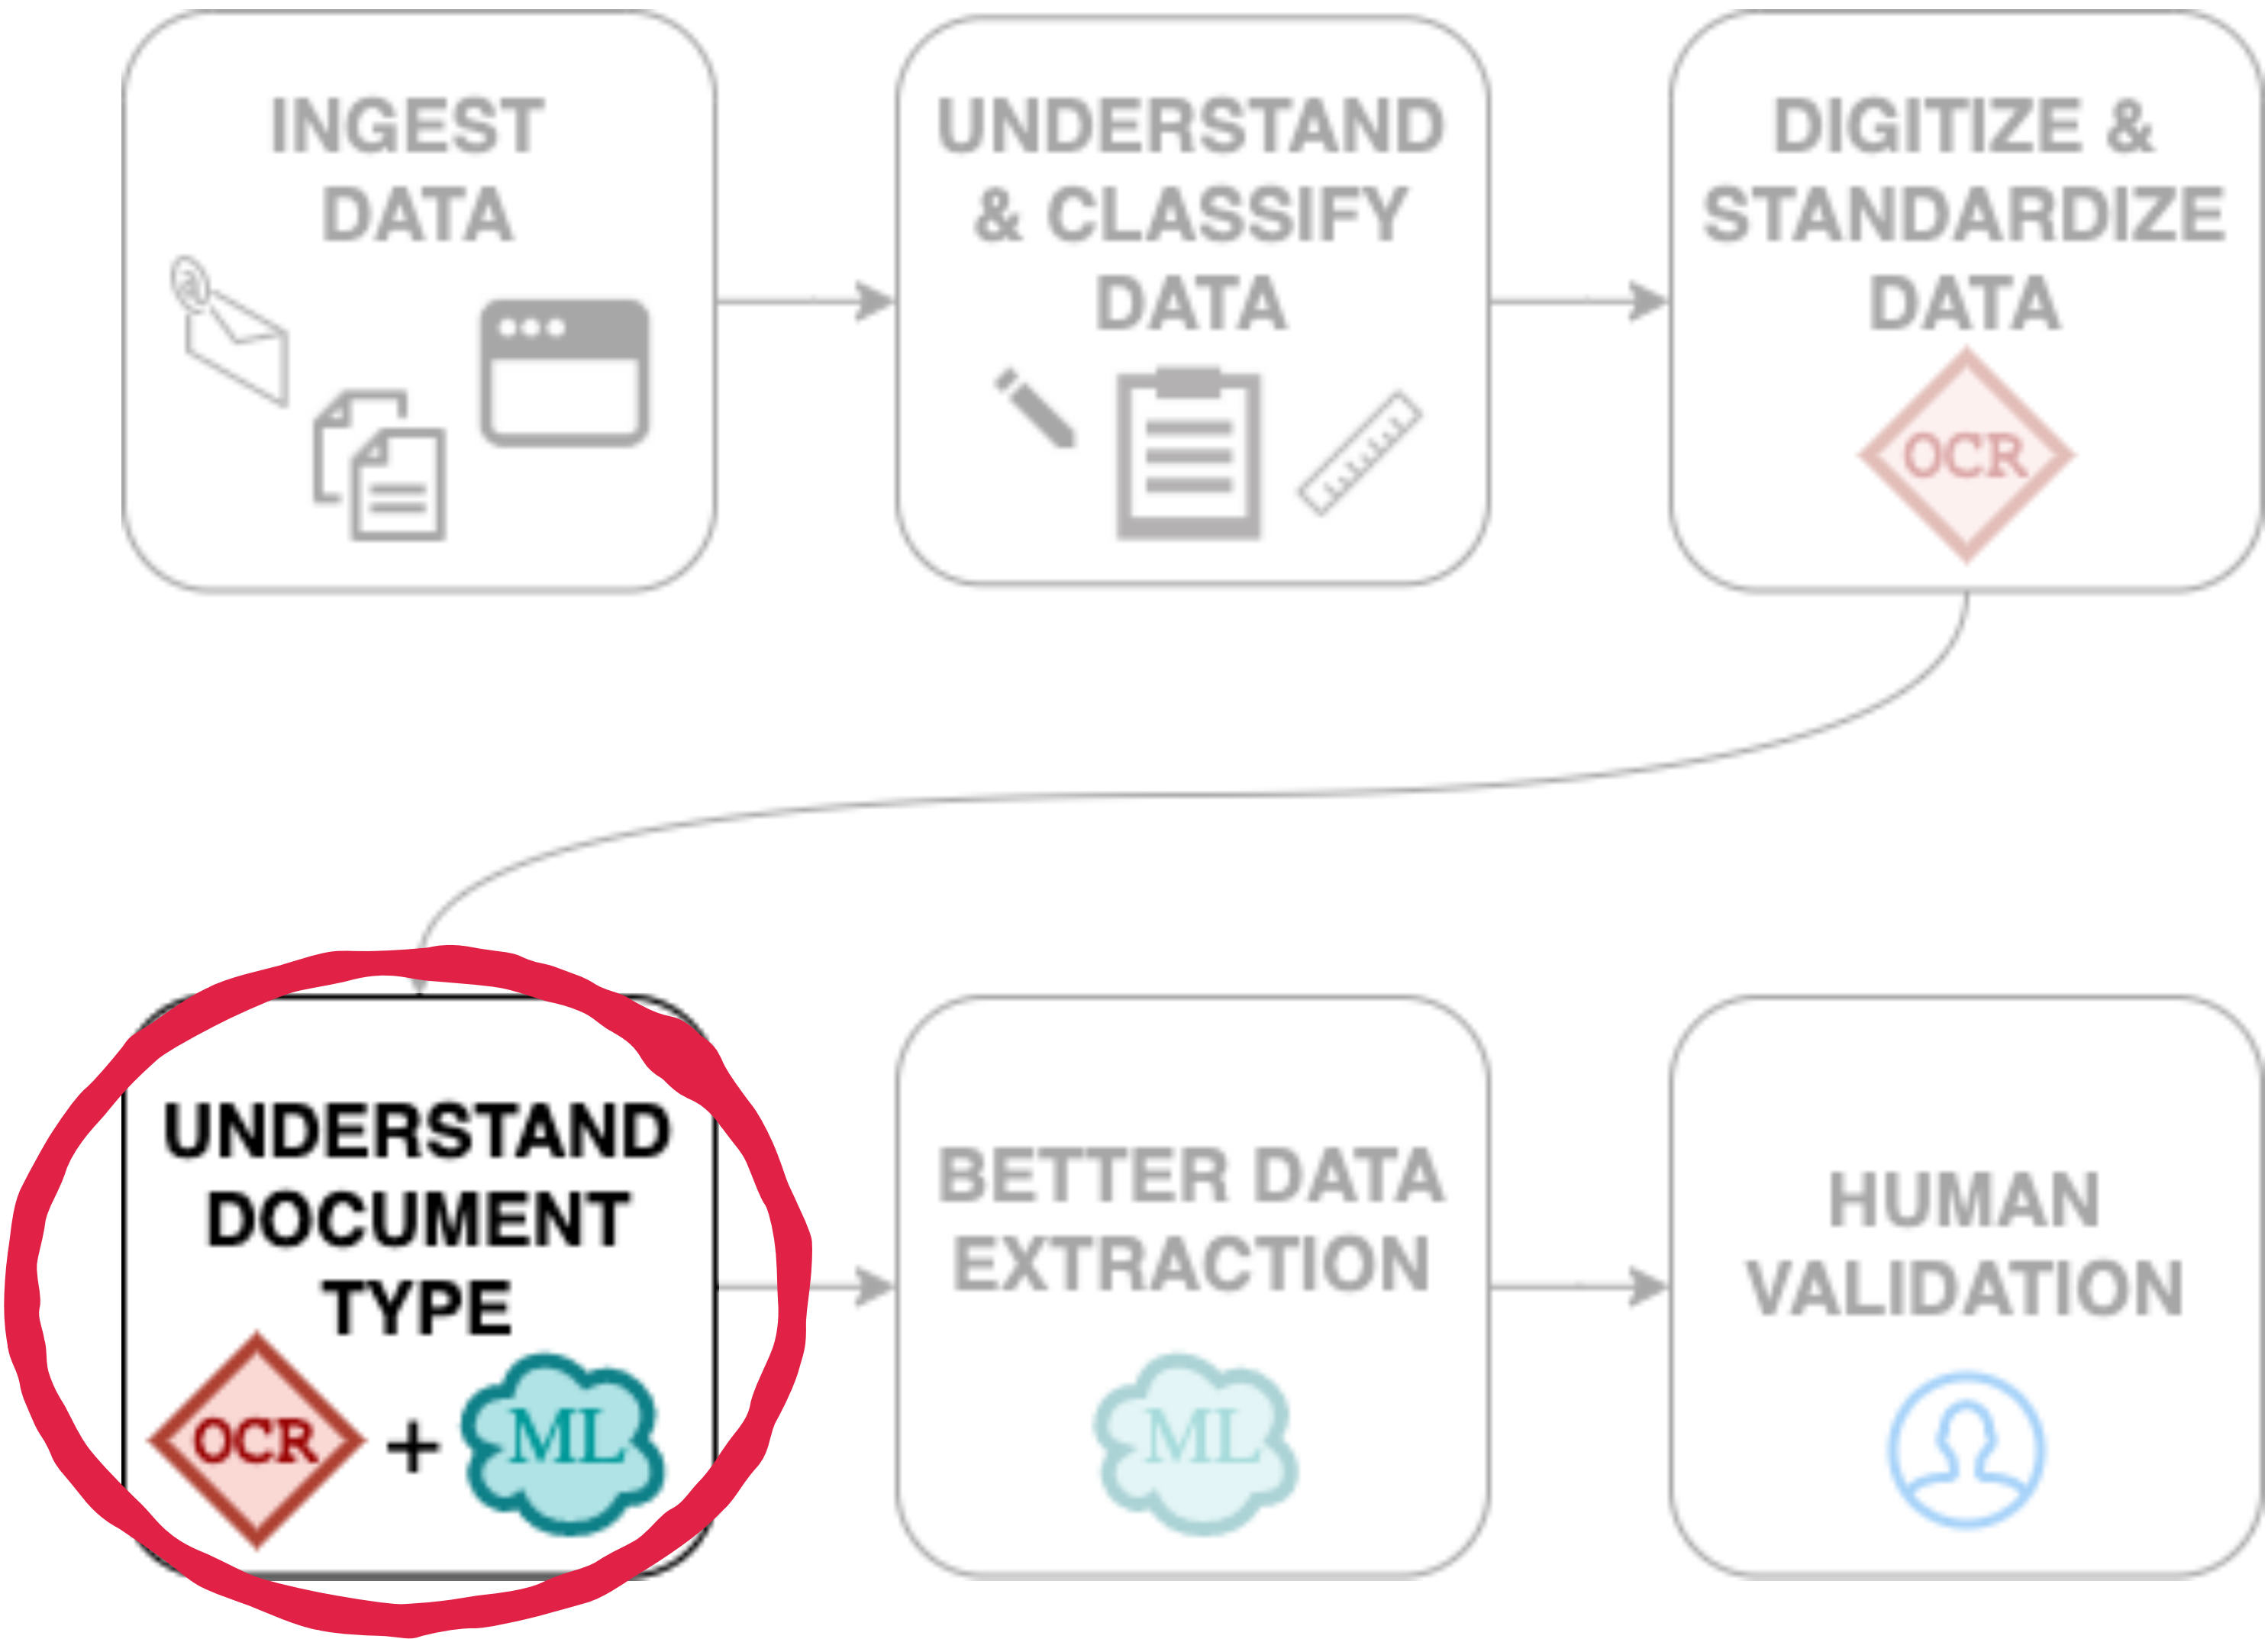 INGEST
DATA
@
UNDERSTAND
& CLASSIFY
DATA
DIGITIZE &
STANDARDIZE
DATA
OCR
UNDERSTAND
DOCUMENT
TYPE
OCR + ML
BETTER DATA
EXTRACTION
ML
HUMAN
VALIDATION